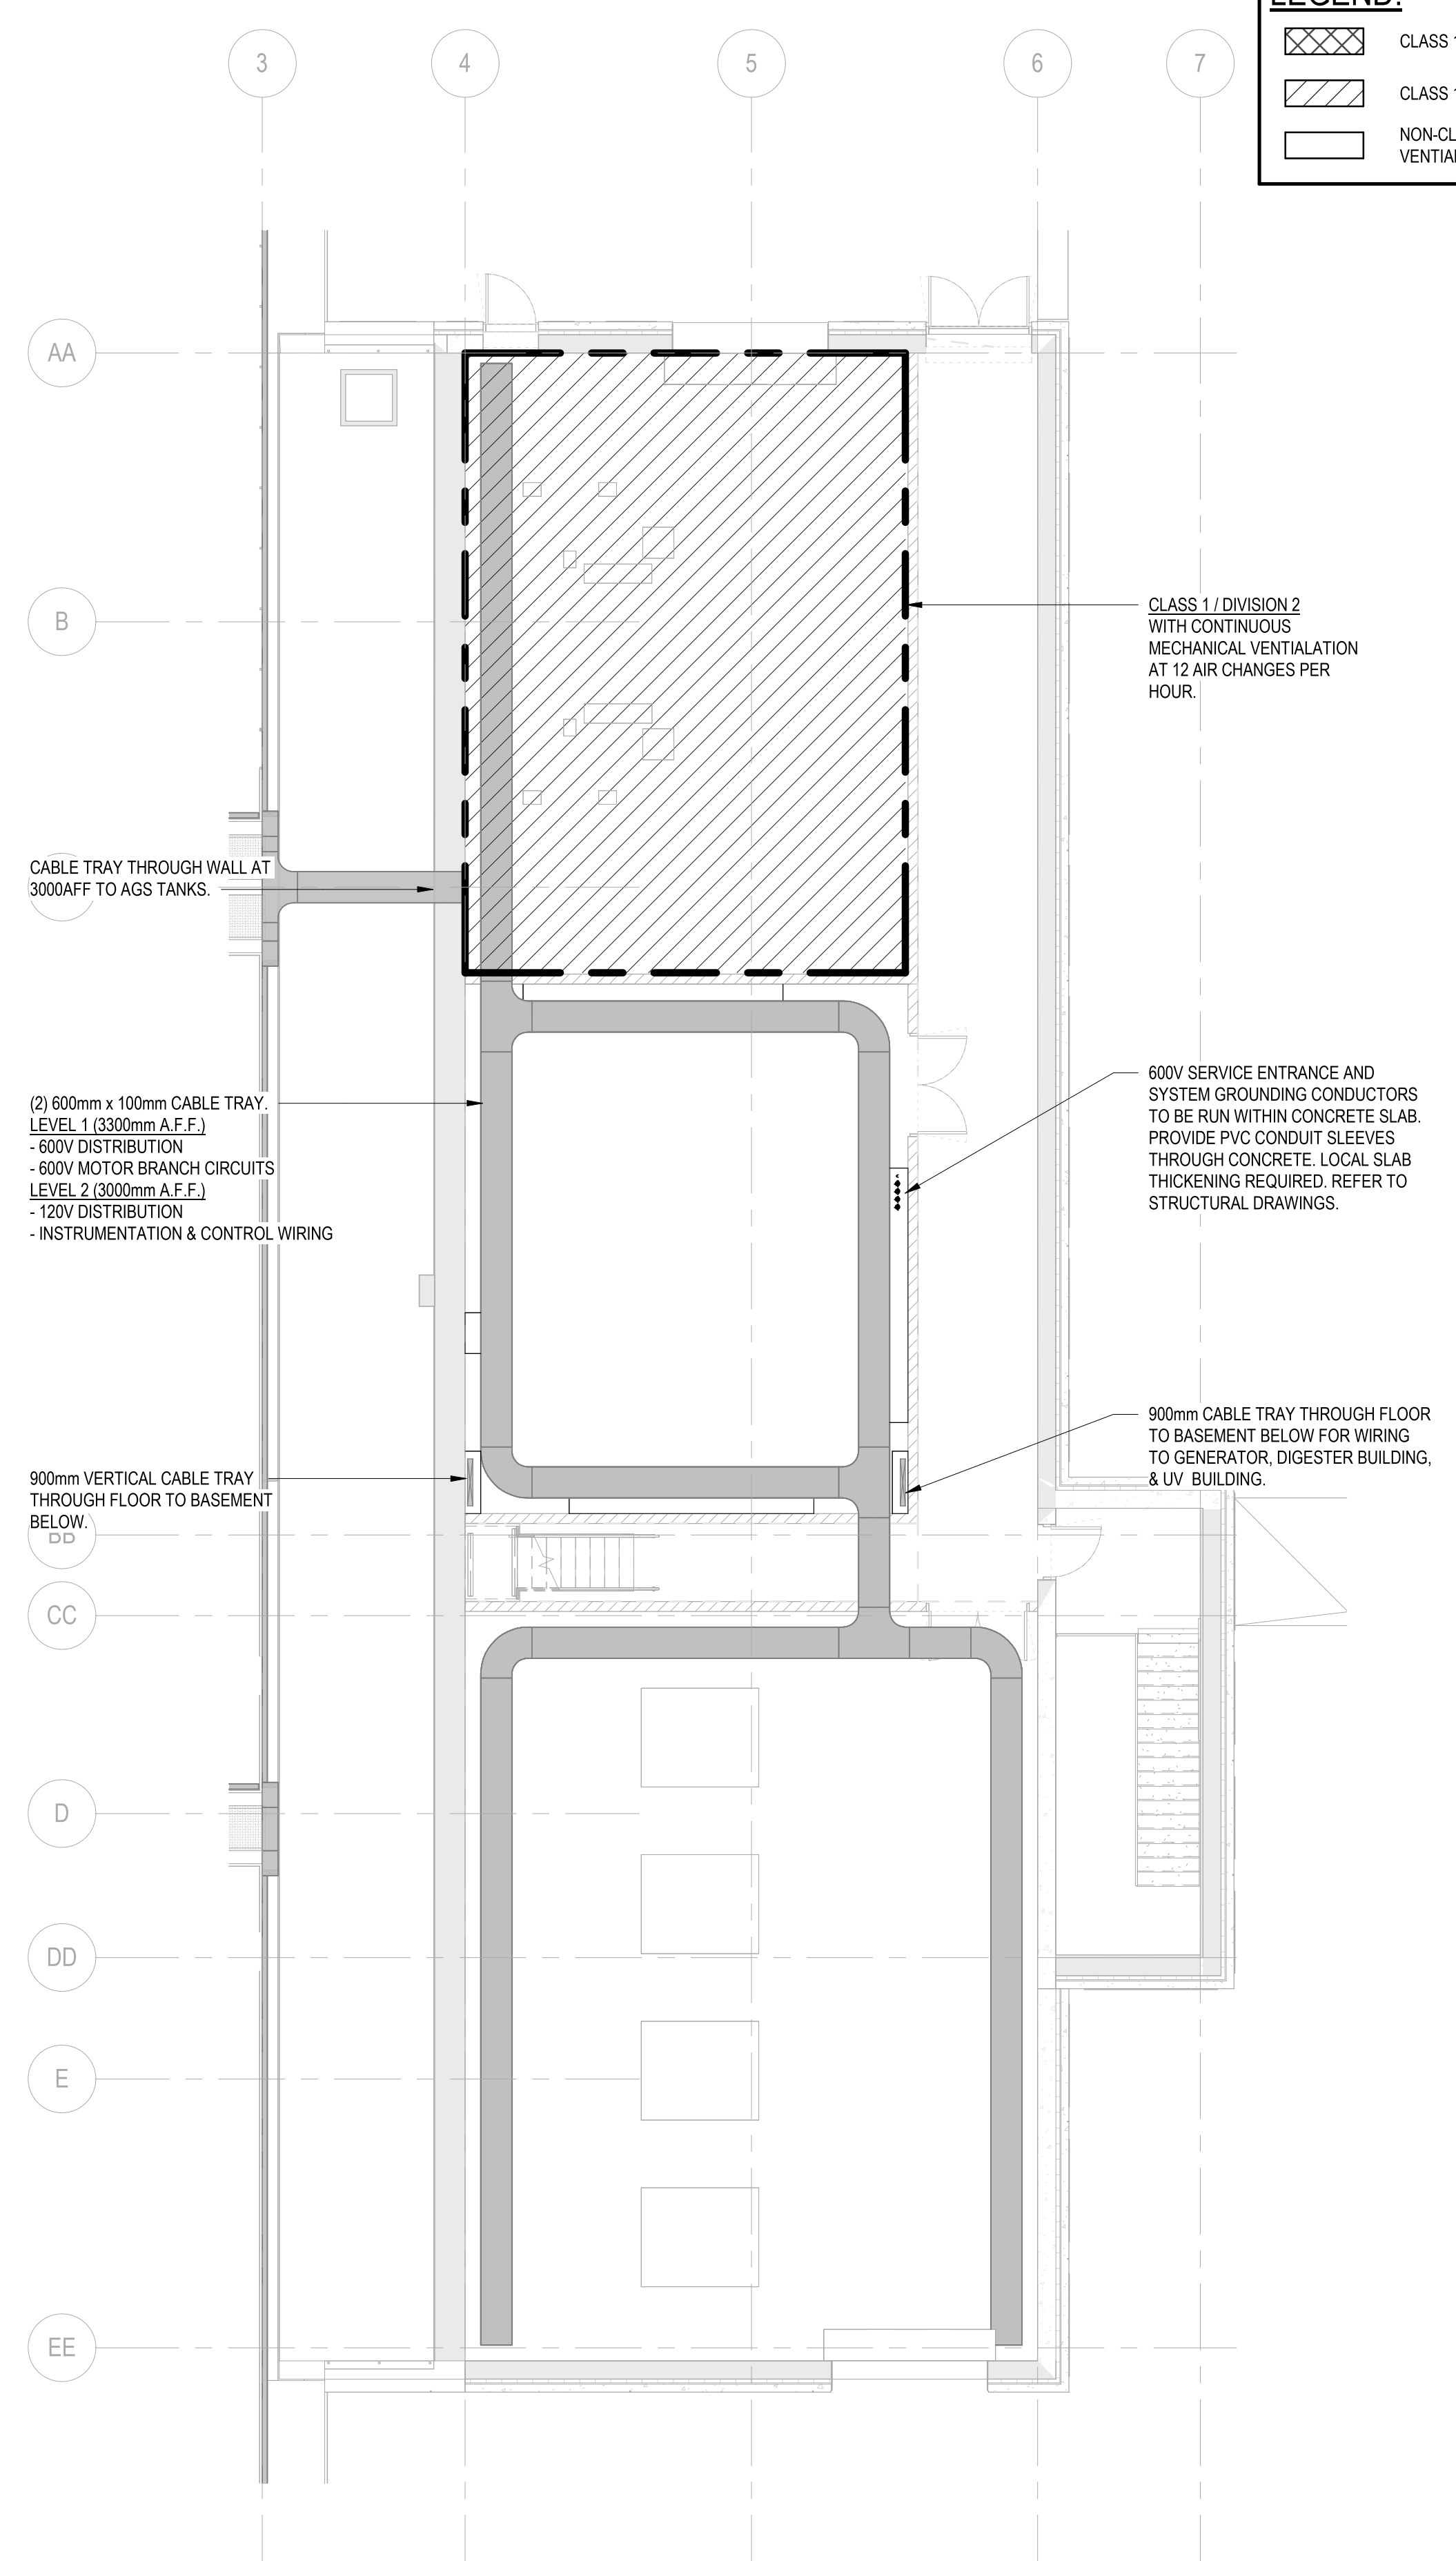 LEGEND:
CLASS 1
CLASS 1
NON-CL
VENTIA
3
4
5
6
7
AA
B
CLASS 1 / DIVISION 2
WITH CONTINUOUS
MECHANICAL VENTIALATION
AT 12 AIR CHANGES PER
HOUR.
CABLE TRAY THROUGH WALL AT
3000AFF TO AGS TANKS.
600V SERVICE ENTRANCE AND
SYSTEM GROUNDING CONDUCTORS
TO BE RUN WITHIN CONCRETE SLAB.
PROVIDE PVC CONDUIT SLEEVES
THROUGH CONCRETE. LOCAL SLAB
THICKENING REQUIRED. REFER TO
STRUCTURAL DRAWINGS.
(2) 600mm x 100mm CABLE TRAY.
LEVEL 1 (3300mm A.F.F.)
- 600V DISTRIBUTION
- 600V MOTOR BRANCH CIRCUITS
LEVEL 2 (3000mm A.F.F.)
- 120V DISTRIBUTION
- INSTRUMENTATION & CONTROL WIRING
900mm CABLE TRAY THROUGH FLOOR
TO BASEMENT BELOW FOR WIRING
TO GENERATOR, DIGESTER BUILDING,
& UV BUILDING.
900mm VERTICAL CABLE TRAY
THROUGH FLOOR TO BASEMENT
BELOW.
BB
CC
D
DD
E
EE